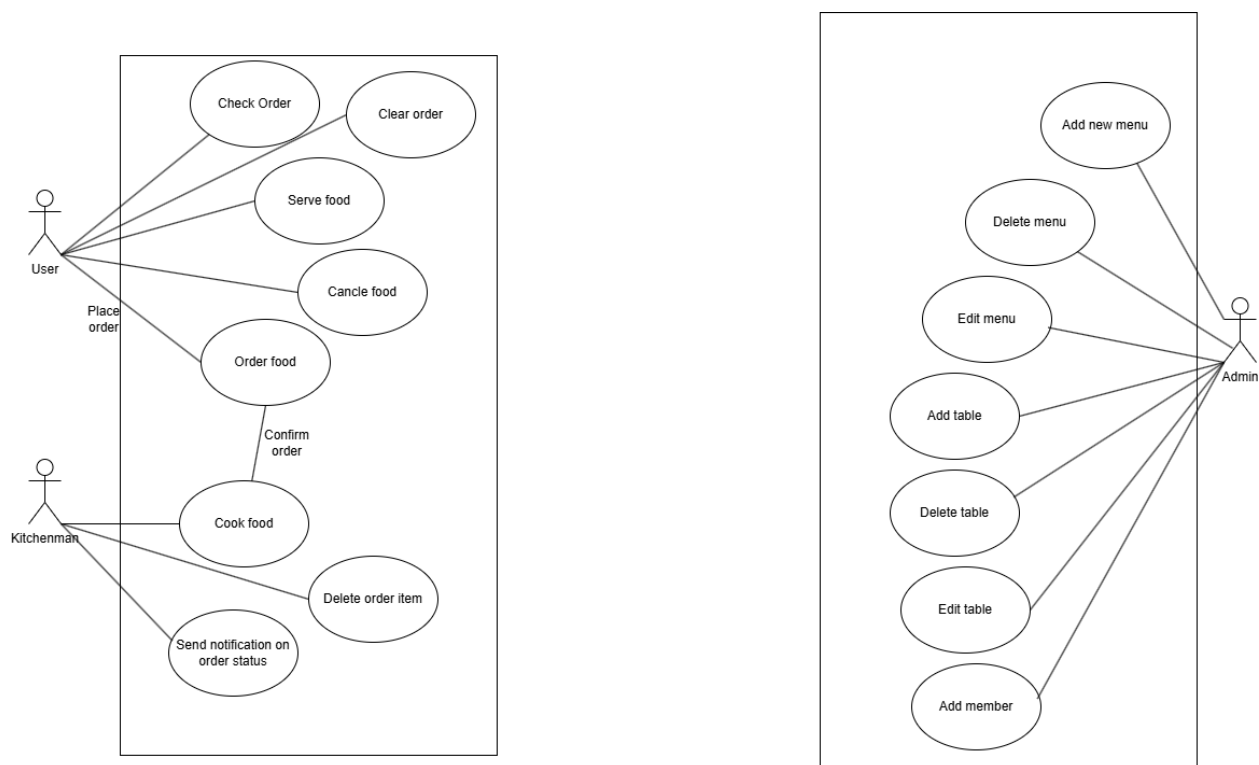 Check Order
Clear order
Serve food
User
Cancle food
Place
order
Order food
Confirm
order
Kitchenman
Cook food
Delete order item
Send notification on
order status
Add new menu
Delete menu
Edit menu
Admin
Add table
Delete table
Edit table
Add member